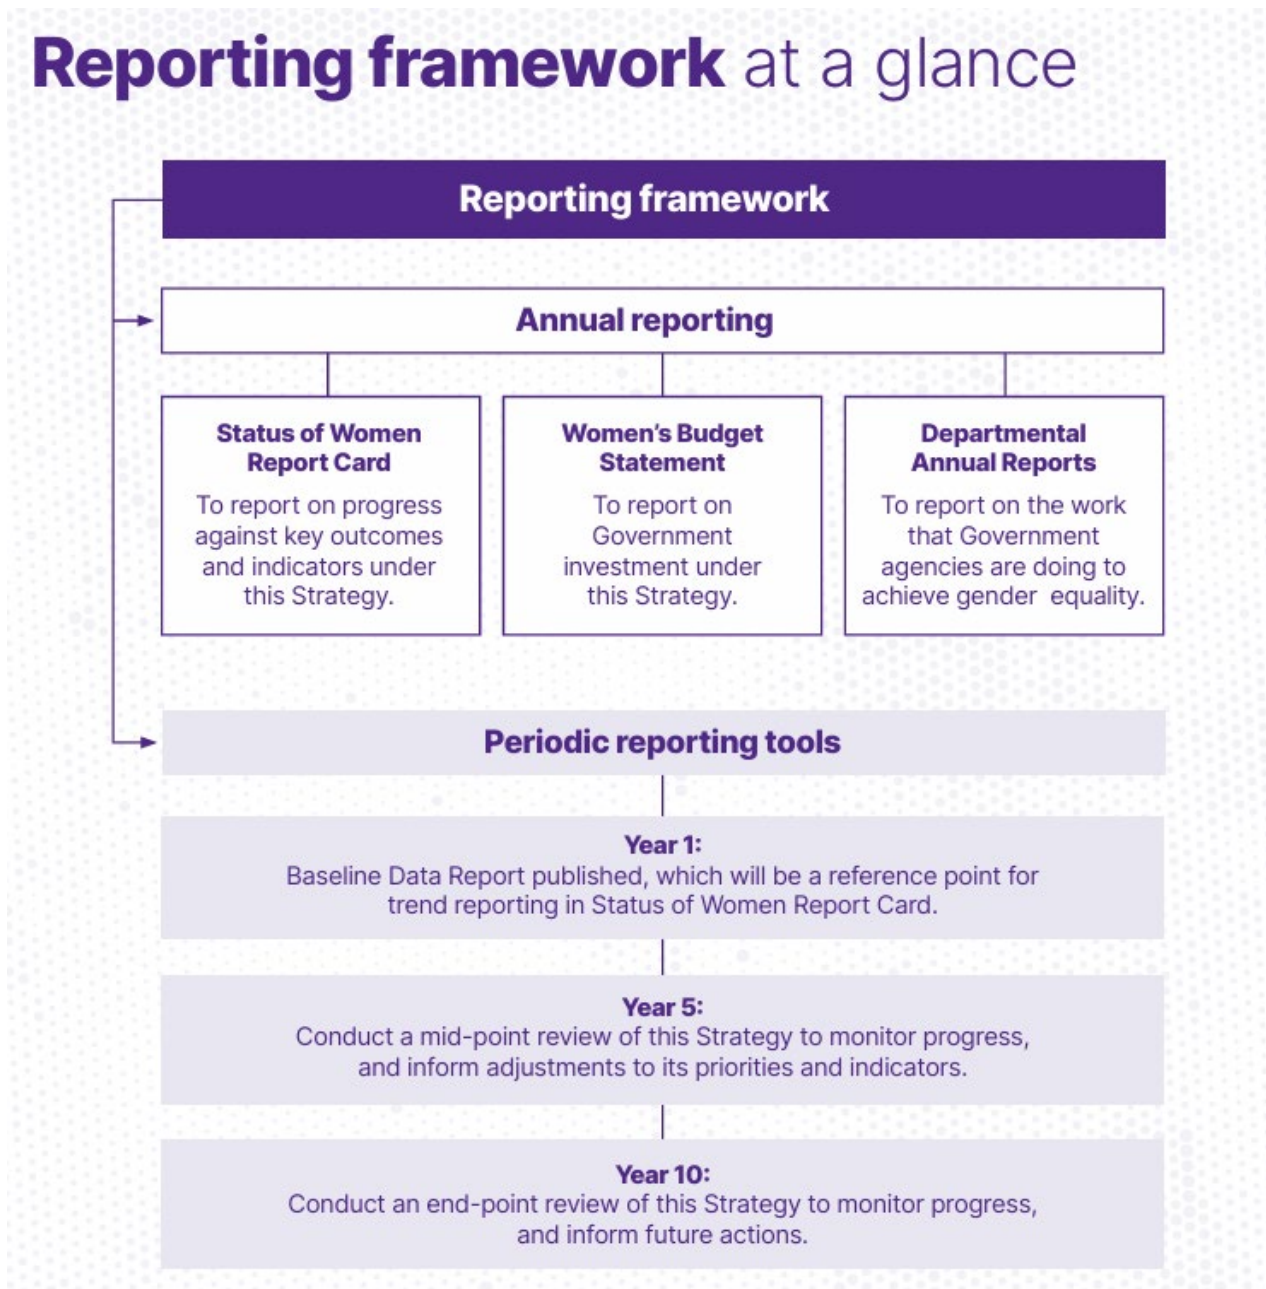 Reporting framework at a glance
Reporting framework
Annual reporting
Status of Women
Report Card
To report on progress
against key outcomes
and indicators under
this Strategy.
Women's Budget
Statement
To report on
Government
investment under
this Strategy.
Departmental
Annual Reports
To report on the work
that Government
agencies are doing to
achieve gender equality.
Periodic reporting tools
Year 1:
Baseline Data Report published, which will be a reference point for
trend reporting in Status of Women Report Card.
Year 5:
Conduct a mid-point review of this Strategy to monitor progress,
and inform adjustments to its priorities and indicators.
Year 10:
Conduct an end-point review of this Strategy to monitor progress,
and inform future actions.